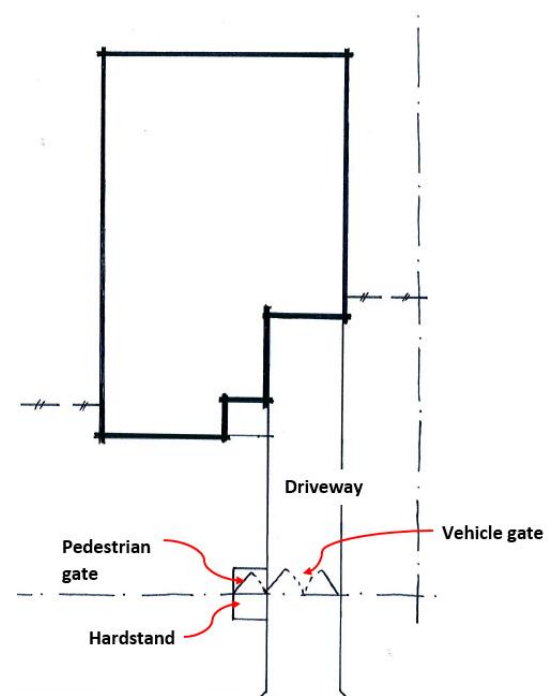 Driveway
Vehicle gate
Pedestrian
gate
Hardstand